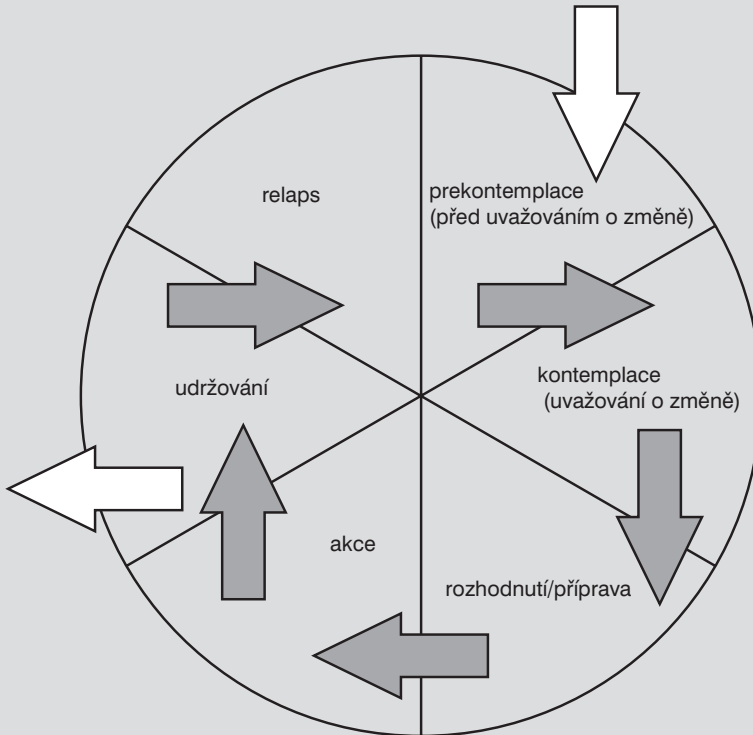 relaps
prekontemplace
(před uvažováním o změně)
kontemplace
(uvažování o změně)
udržování
akce
rozhodnutí/příprava